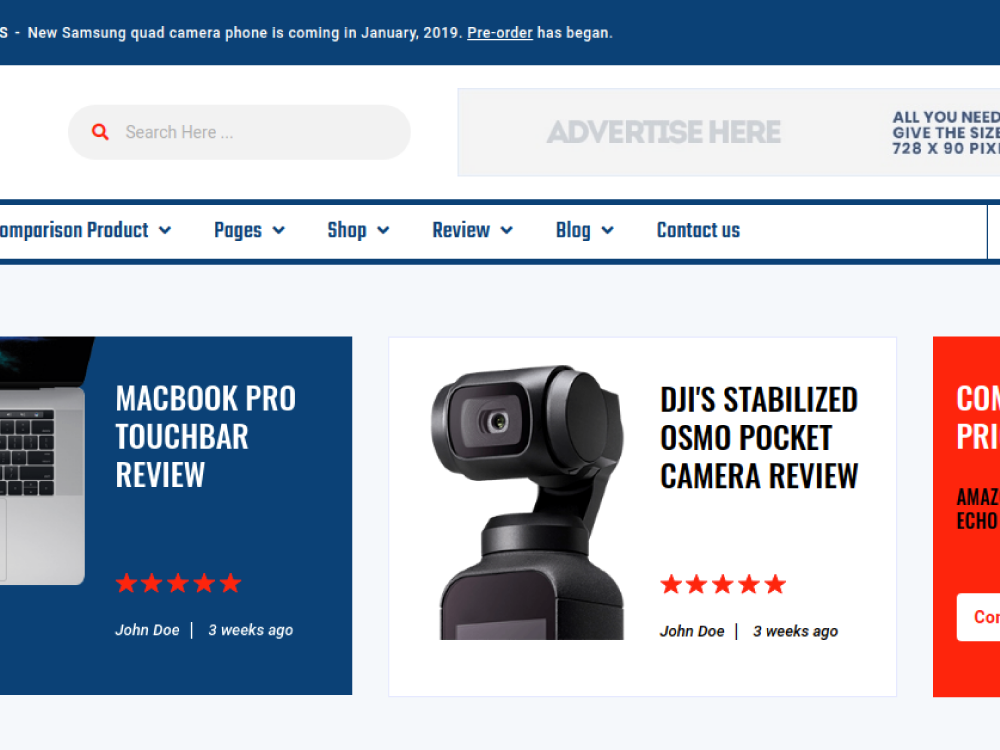 S - New Samsung quad camera phone is coming in January, 2019. Pre-order has began.
Search Here ...
ADVERTISE HERE
ALL YOU NEED
GIVE THE SIZE
728 X 90 PIX
omparison Product
Pages
Shop
Review
Blog
Contact us
MACBOOK PRO
TOUCHBAR
REVIEW
John Doe | 3 weeks ago
DJI'S STABILIZED
OSMO POCKET
CAMERA REVIEW
John Doe | 3 weeks ago
CON
PRI
AMAZ
ECHO
Con